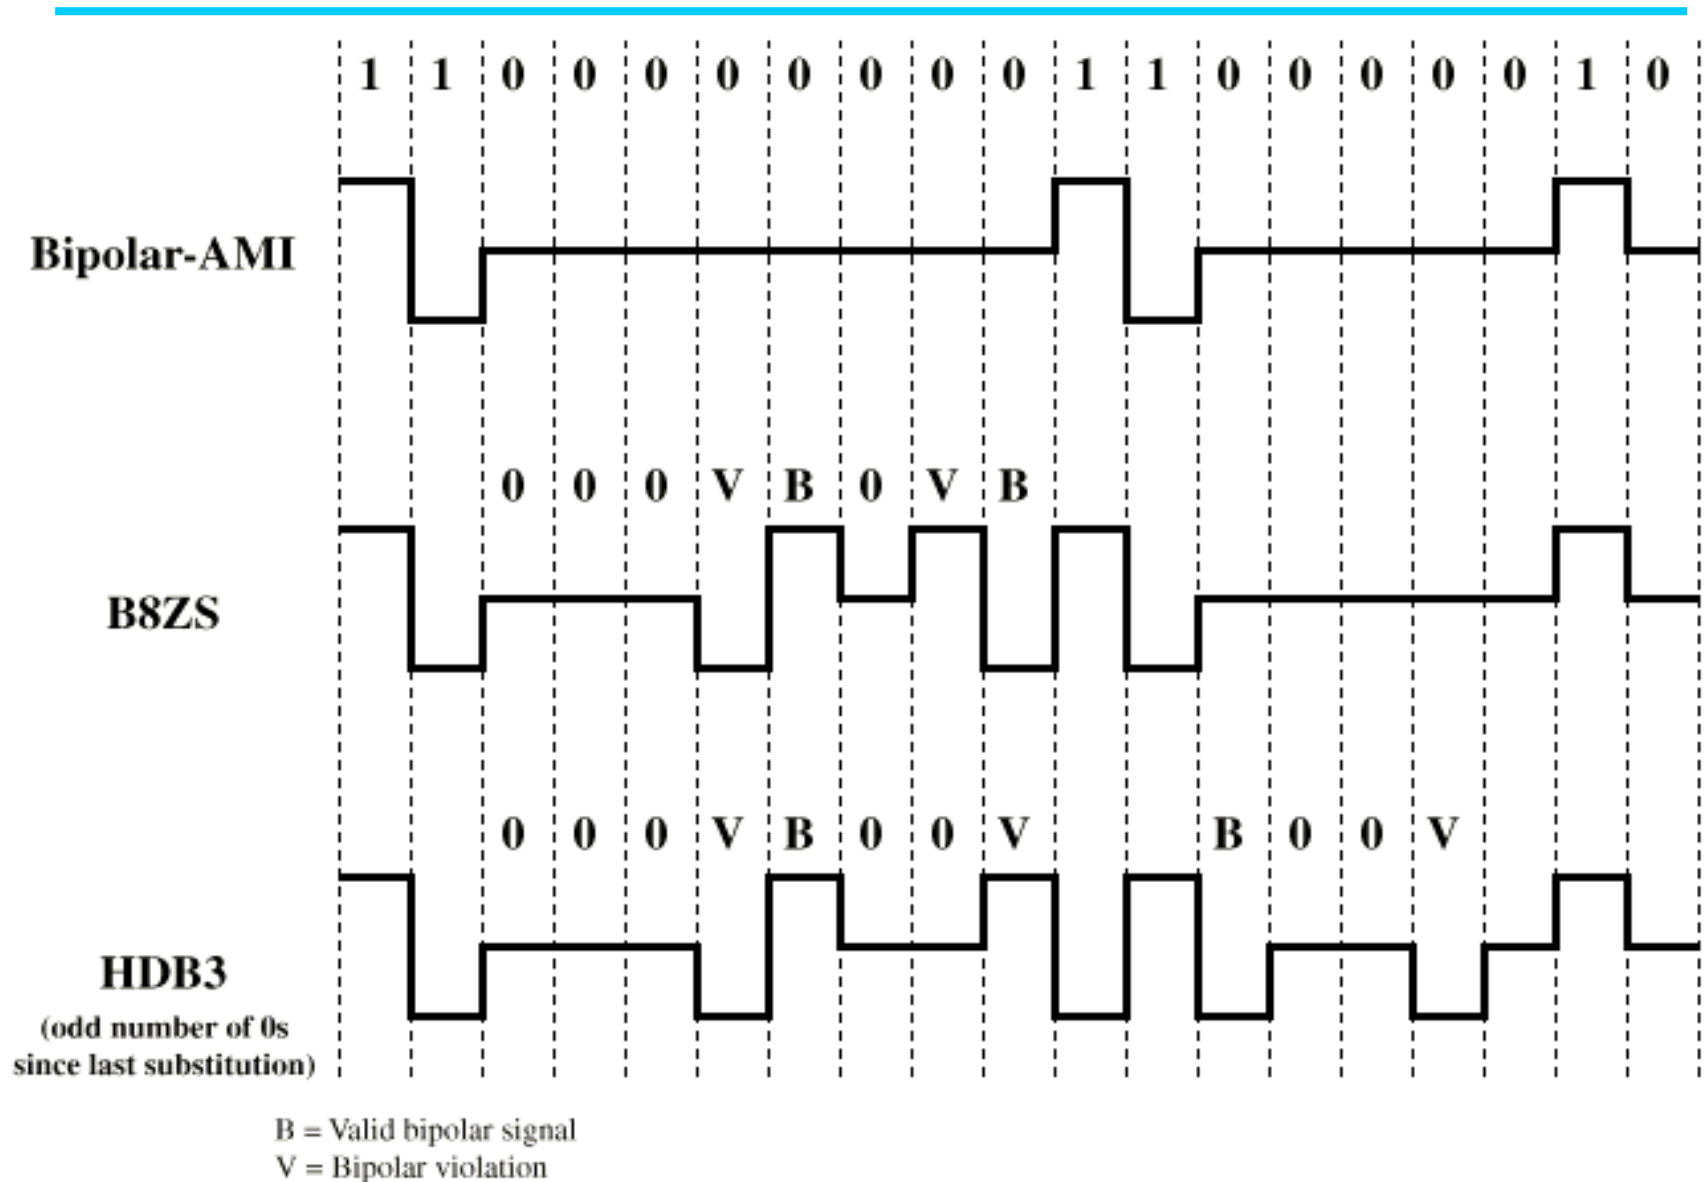 1 1 0 0 0 0 0 0 0 0 1 1 0 0 0 0 0 1 0
Bipolar-AMI
0 0 0 V B 0 V B
B8ZS
0 0 0 V B 0 0 V B 0 0 V
HDB3
(odd number of 0s
since last substitution)
B = Valid bipolar signal
V = Bipolar violation